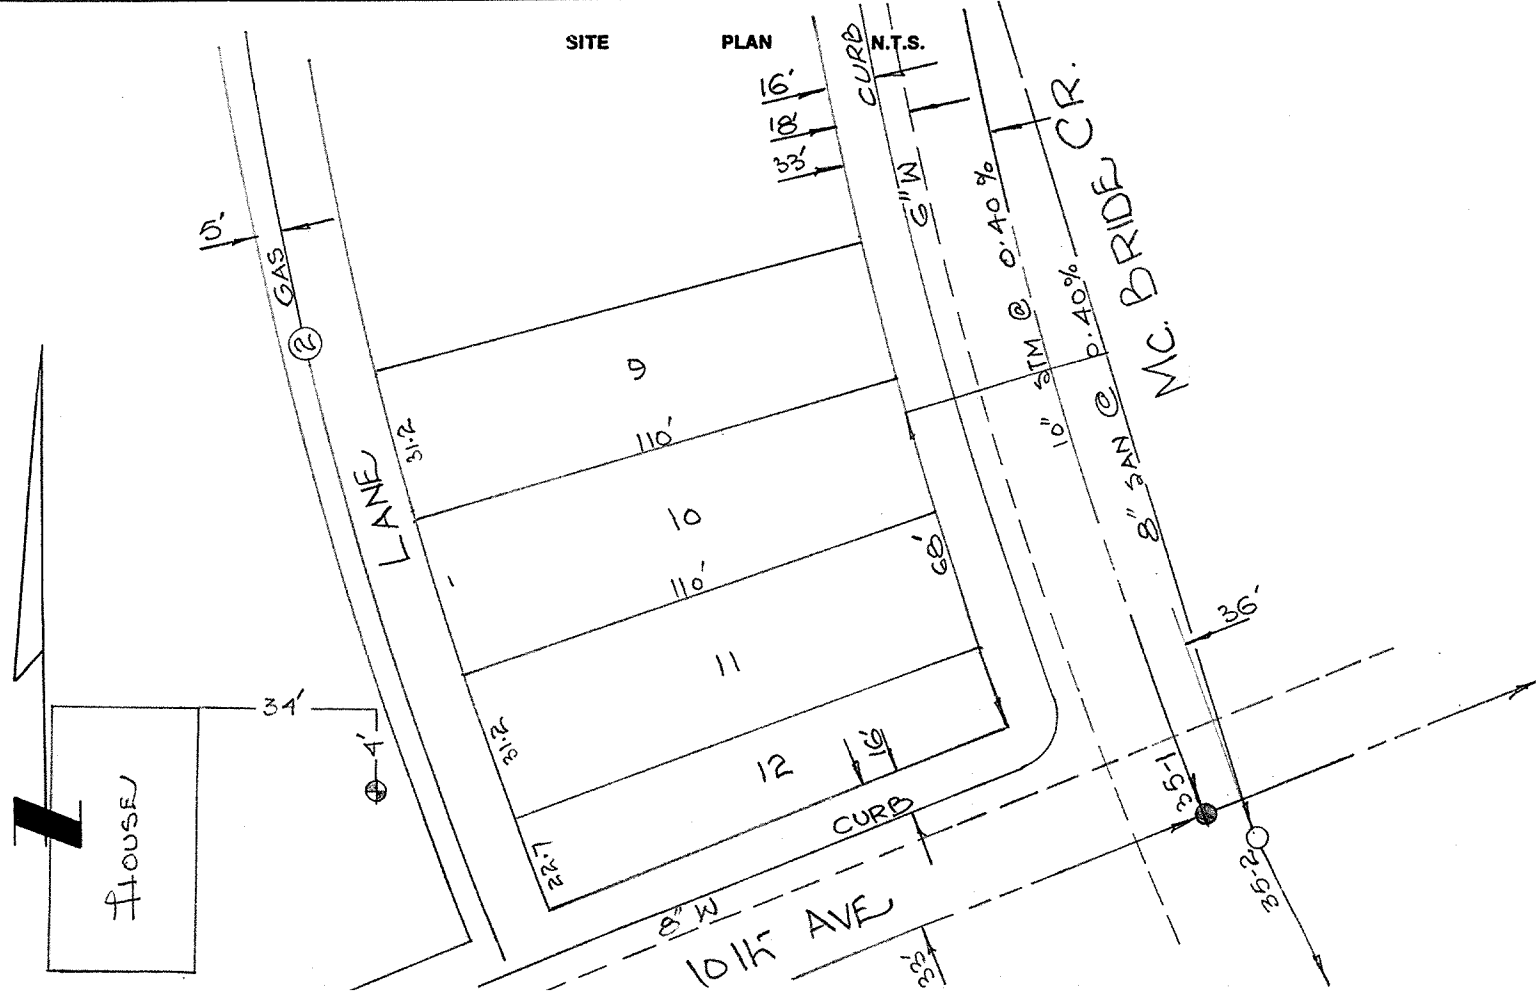 SITE PLAN N.T.S.
CURB
16'
18'
33'
5'
GAS
2
6" W
10" STM @ 0.40%
8" SAN @ 0.40%
MC. BRIDE CR.
9
31.2
110'
LANE
10
110'
68'
11
31.2
36'
34'
4'
12
16'
HOUSE
22.7
CURB
35-1
35-2
8" W
10th AVE
33'